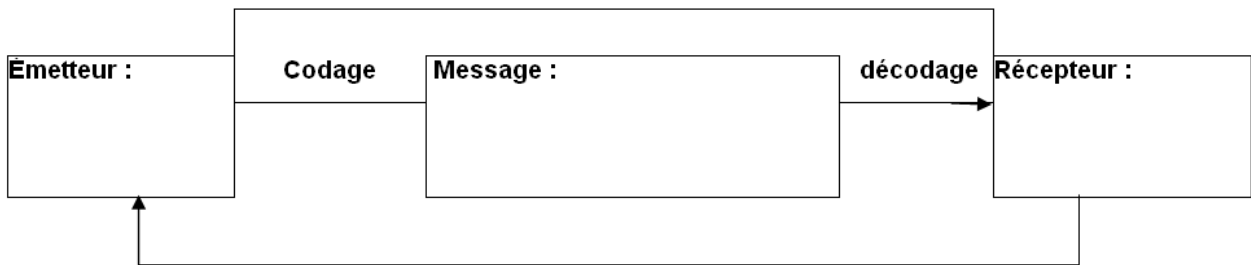 Émetteur :
Codage
Message :
décodage
Récepteur :